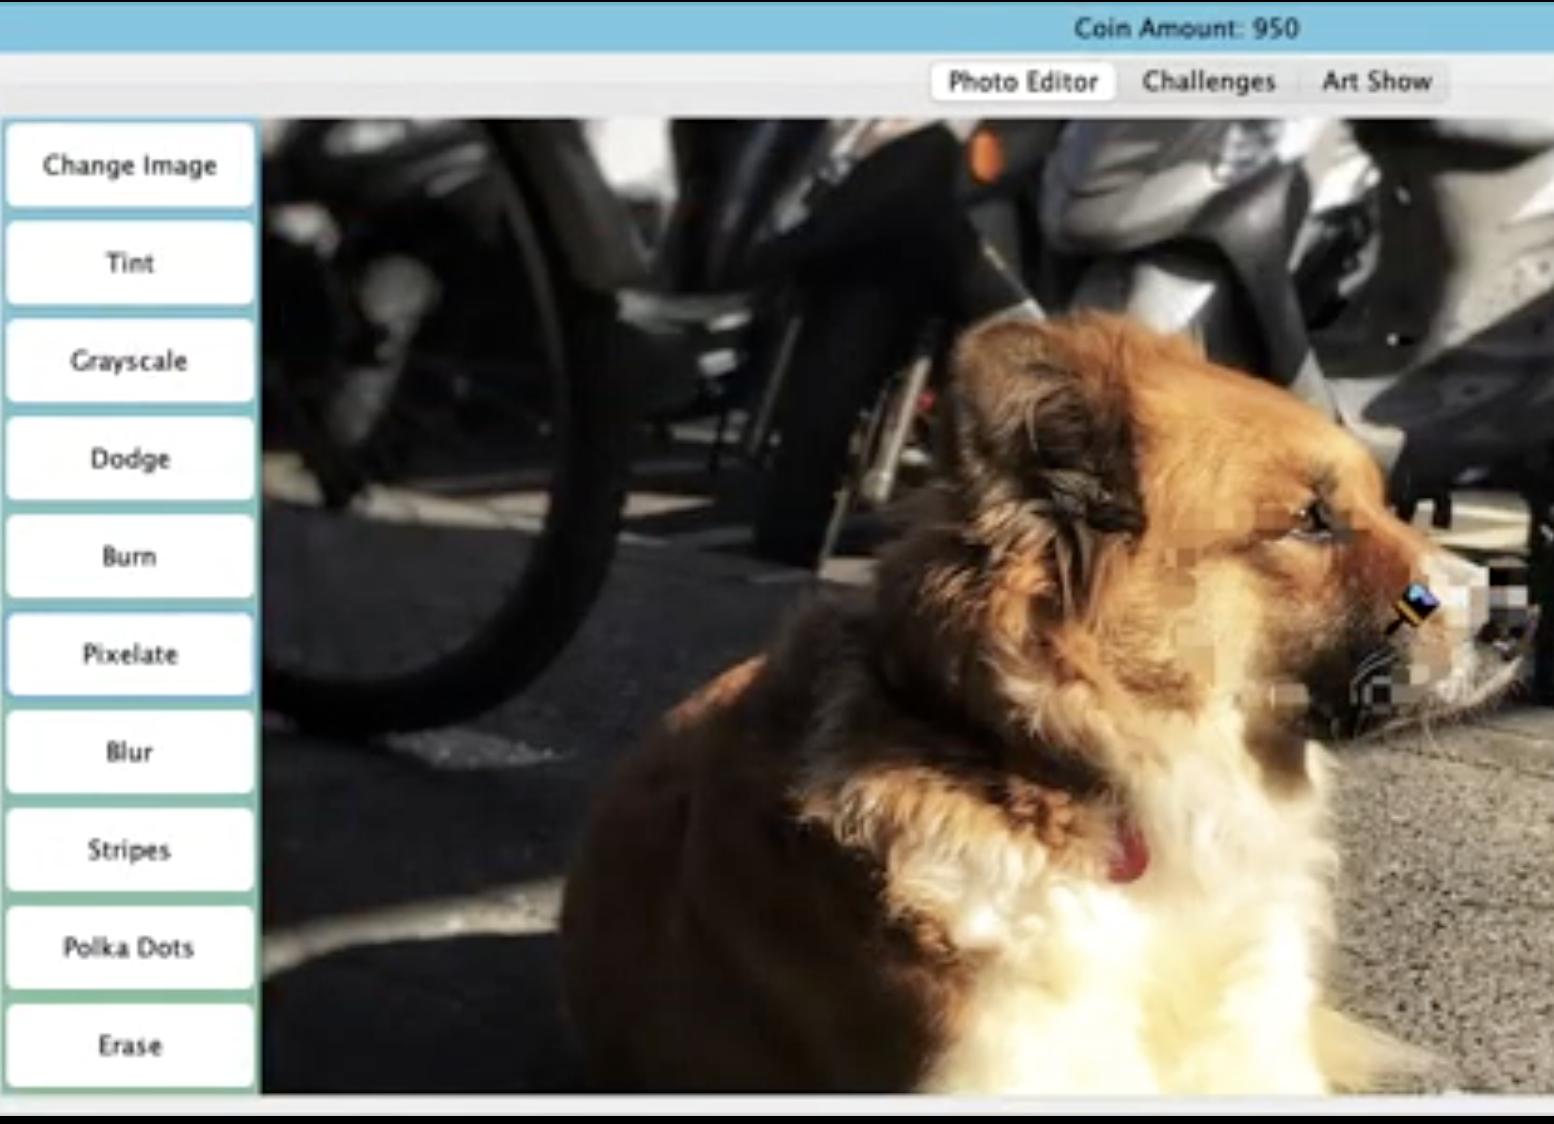 Coin Amount: 950
Photo Editor Challenges Art Show
Change Image
Tint
Grayscale
Dodge
Burn
Pixelate
Blur
Stripes
Polka Dots
Erase